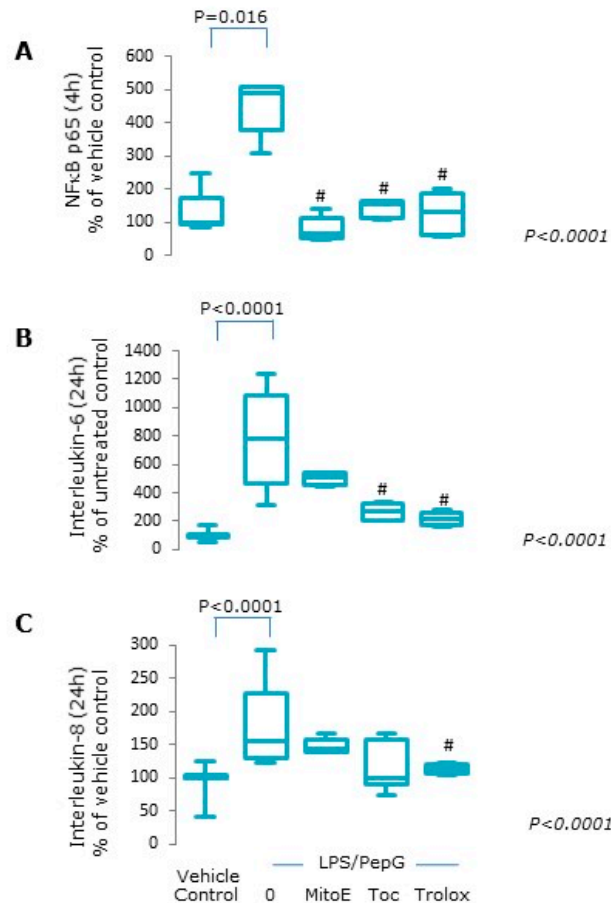 P=0.016
A
NFκB p65 (4h)
% of vehicle control
600
500
400
300
200
100
0
#
#
#
P<0.0001
P<0.0001
B
Interleukin-6 (24h)
% of untreated control
1400
1200
1000
800
600
400
200
0
#
#
P<0.0001
P<0.0001
C
Interleukin-8 (24h)
% of vehicle control
300
250
200
150
100
50
0
#
P<0.0001
LPS/PepG
Vehicle
Control 0 MitoE Toc Trolox